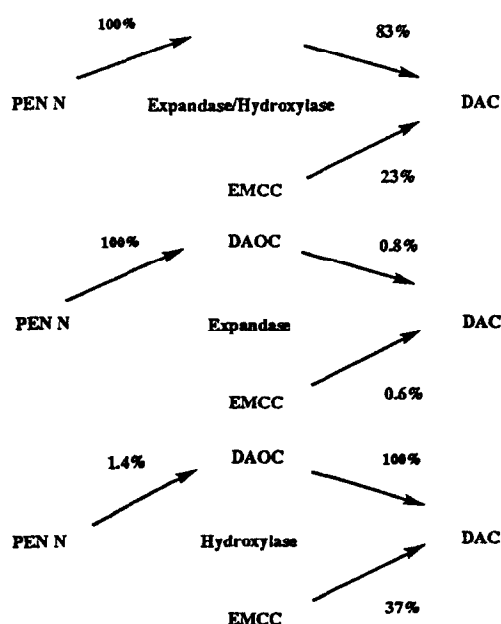 100% 83%
PEN N Expandase/Hydroxylase DAC
EMCC 23%
100% DAOC 0.8%
PEN N Expandase DAC
EMCC 0.6%
1.4% DAOC 100%
PEN N Hydroxylase DAC
EMCC 37%